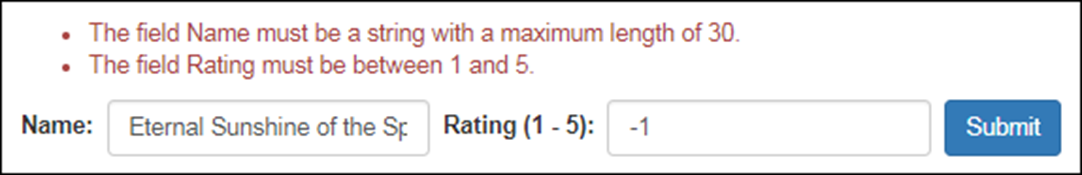 The field Name must be a string with a maximum length of 30.
The field Rating must be between 1 and 5.
Name: Eternal Sunshine of the Sp Rating (1 - 5): -1 Submit